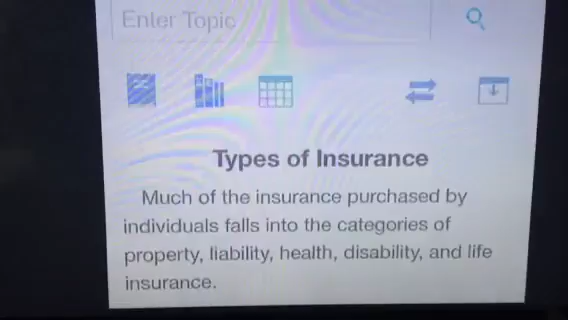 Enter Topic
Types of Insurance
Much of the insurance purchased by
individuals falls into the categories of
property, liability, health, disability, and life
insurance.